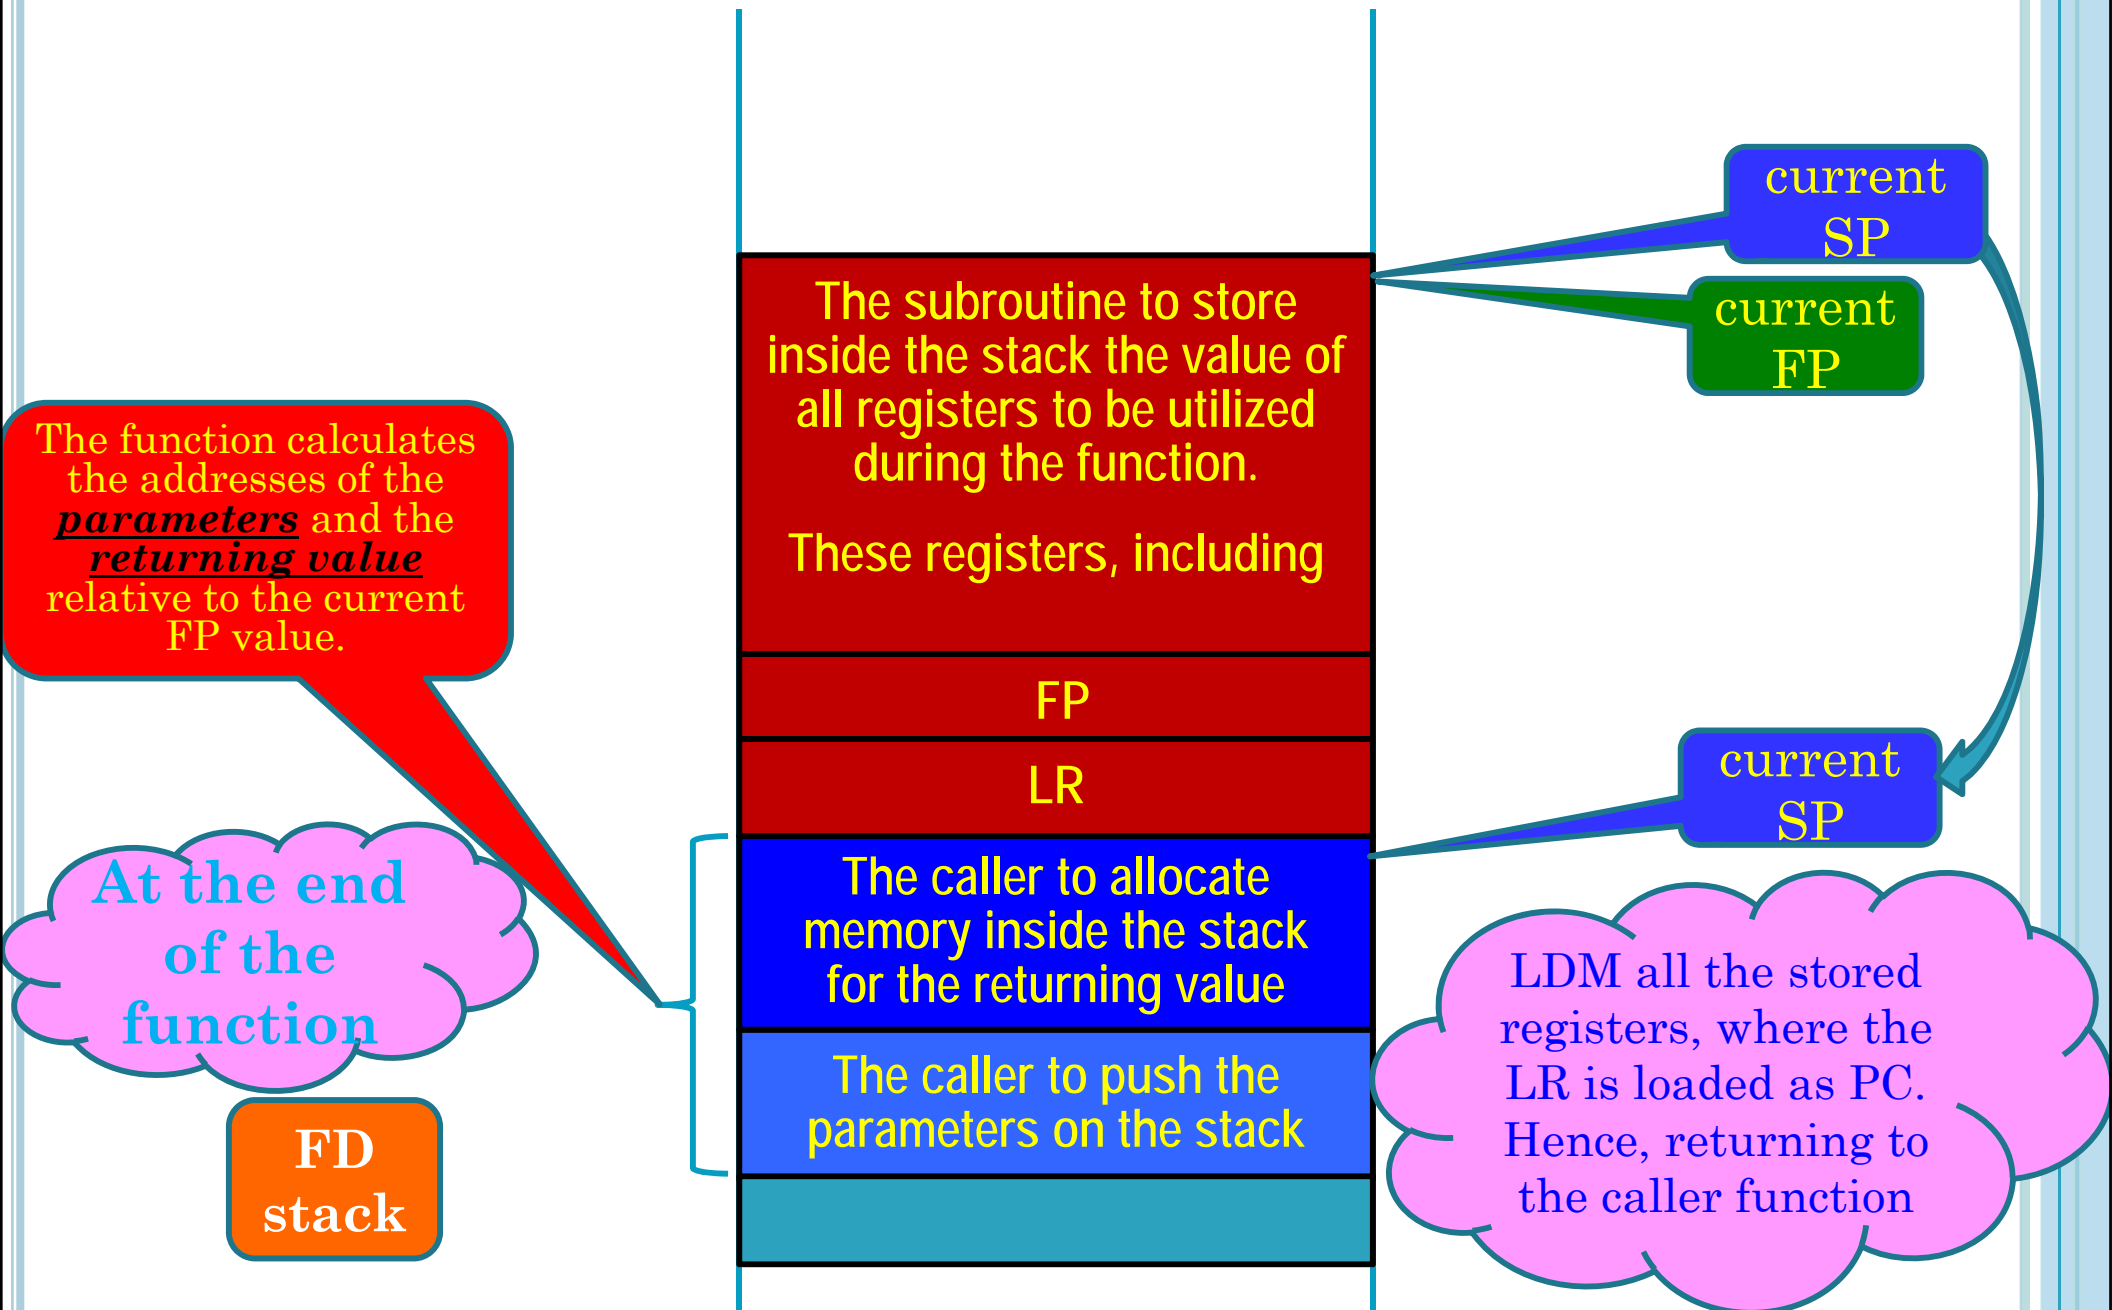 current
SP
current
FP
The subroutine to store
inside the stack the value of
all registers to be utilized
during the function.
These registers, including
FP
LR
The caller to allocate
memory inside the stack
for the returning value
The caller to push the
parameters on the stack
The function calculates
the addresses of the
parameters and the
returning value
relative to the current
FP value.
current
SP
At the end
of the
function
FD
stack
LDM all the stored
registers, where the
LR is loaded as PC.
Hence, returning to
the caller function